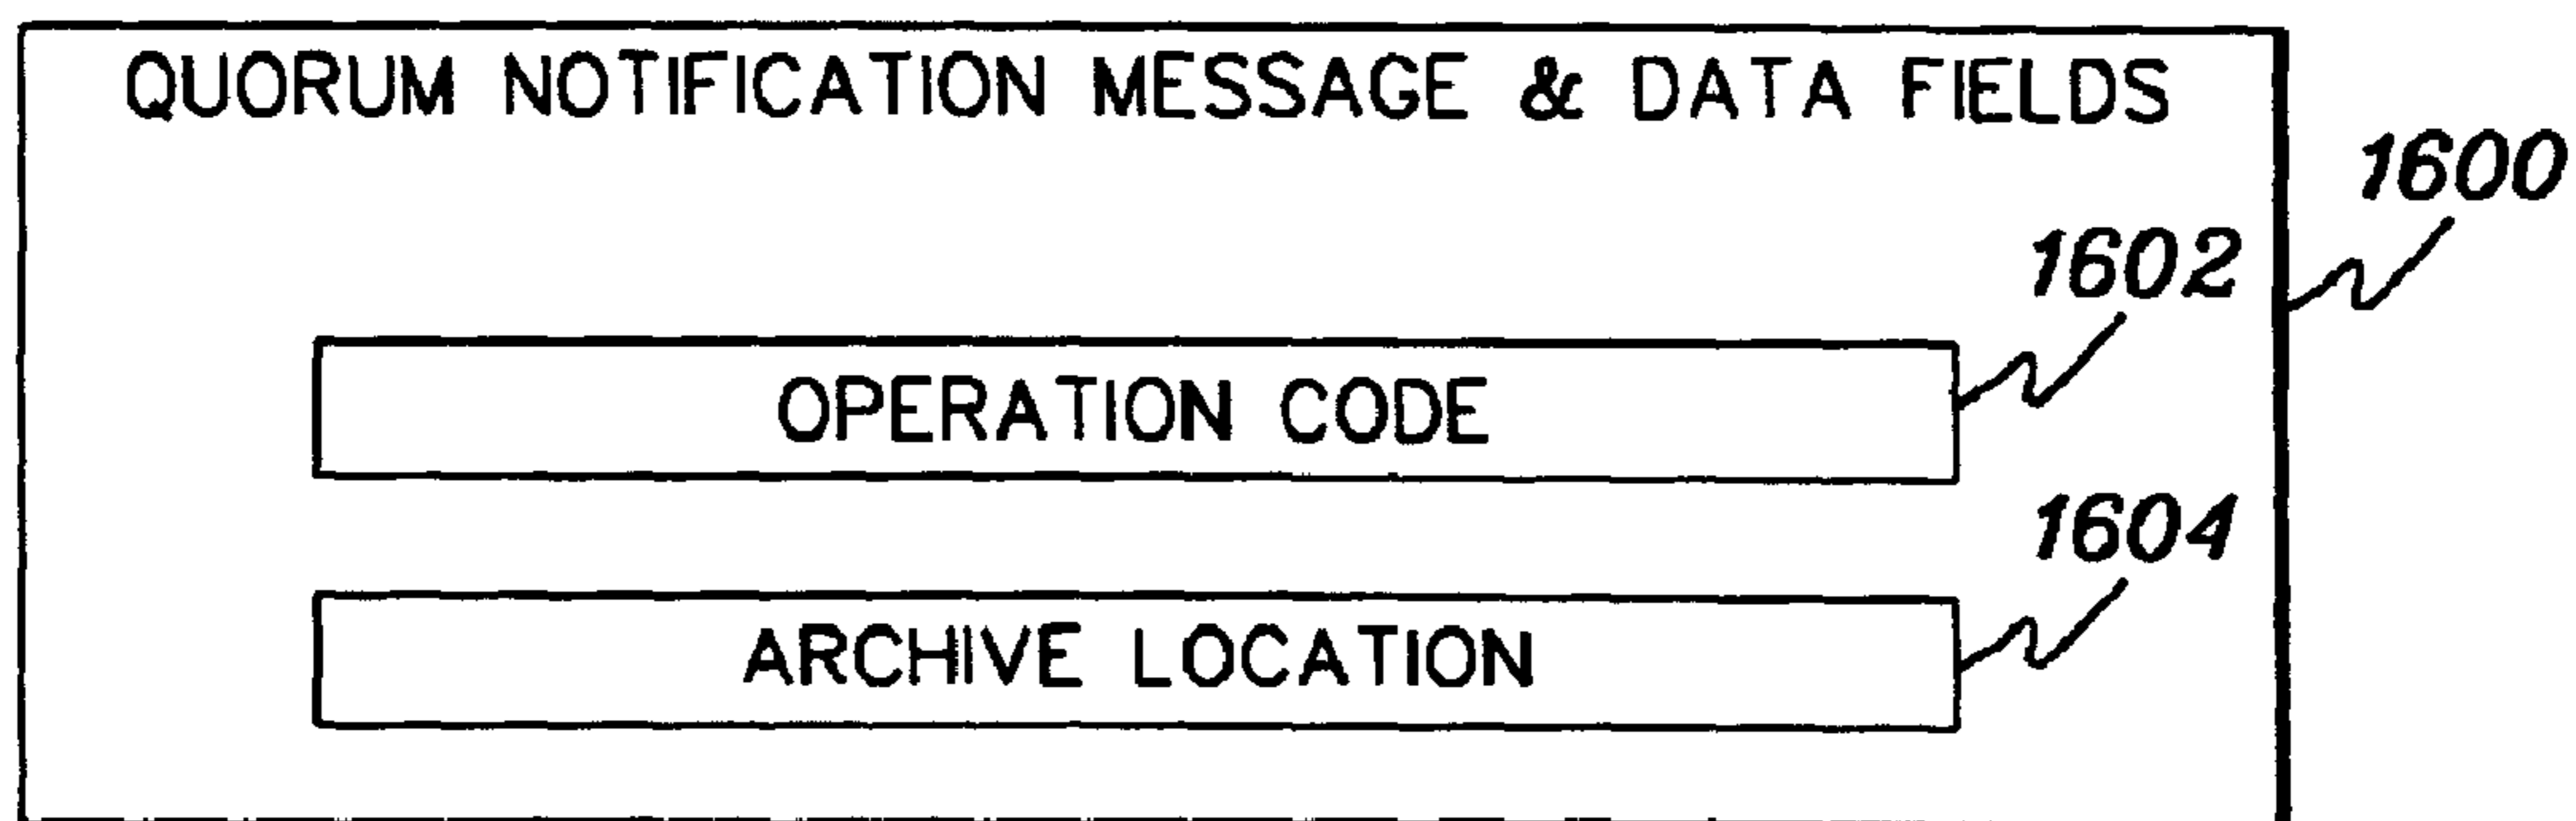 QUORUM NOTIFICATION MESSAGE & DATA FIELDS
1600
1602
OPERATION CODE
1604
ARCHIVE LOCATION